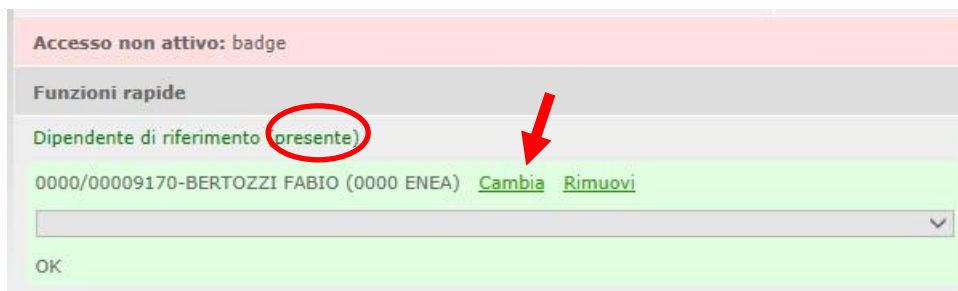 Accesso non attivo: badge
Funzioni rapide
Dipendente di riferimento (presente)
0000/00009170-BERTOZZI FABIO (0000 ENEA) Cambia Rimuovi
OK